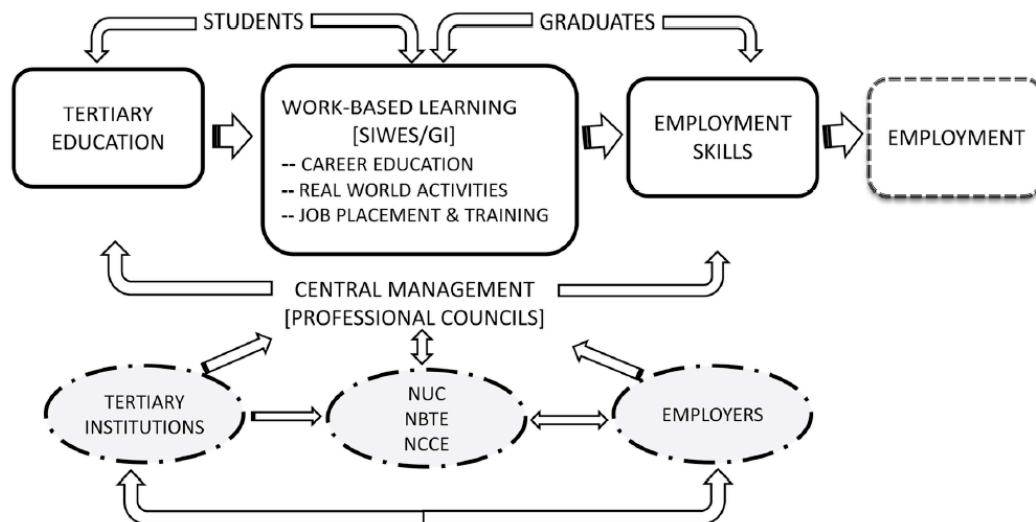 STUDENTS
GRADUATES
TERTIARY
EDUCATION
WORK-BASED LEARNING
[SIWES/GI]
-- CAREER EDUCATION
-- REAL WORLD ACTIVITIES
-- JOB PLACEMENT & TRAINING
EMPLOYMENT
SKILLS
EMPLOYMENT
CENTRAL MANAGEMENT
[PROFESSIONAL COUNCILS]
TERTIARY
INSTITUTIONS
NUC
NBTE
NCCE
EMPLOYERS